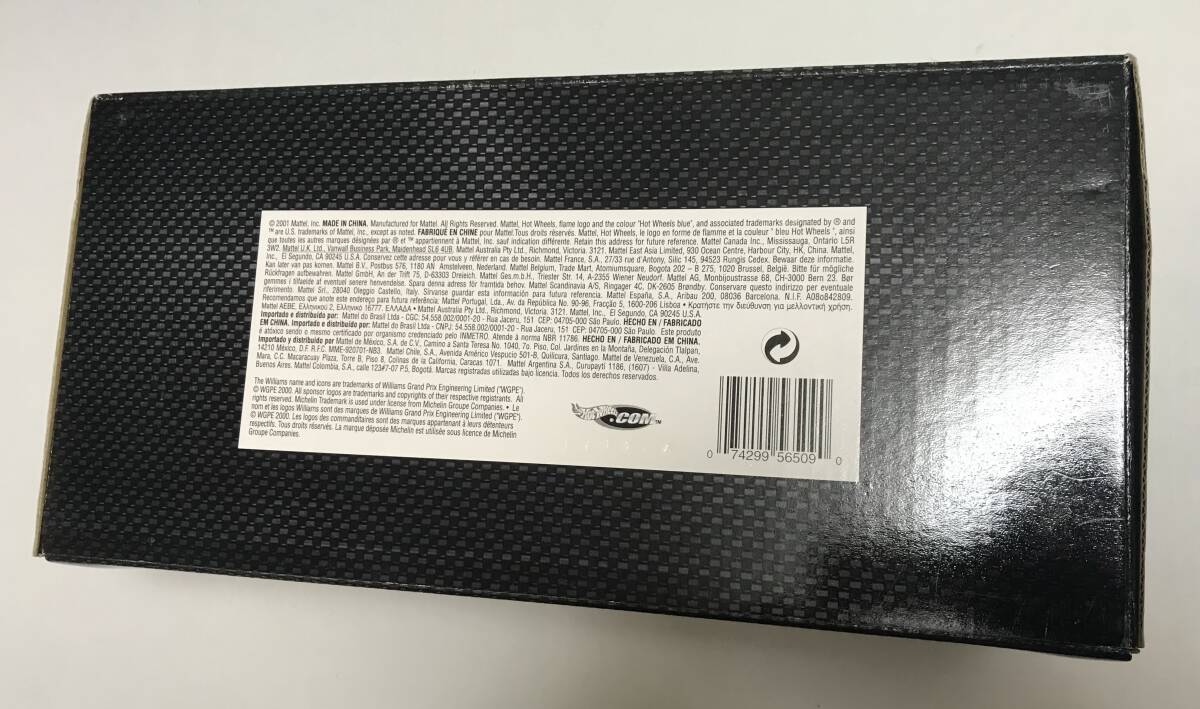 © 2001 Mattel, Inc. MADE IN CHINA. Manufactured for Mattel. All Rights Reserved. Mattel, Hot Wheels, flame logo and the colour "Hot Wheels blue", and associated trademarks designated by ® and
™ are U.S. trademarks of Mattel, Inc., except as noted. FABRIQUÉ EN CHINE pour Mattel.Tous droits réservés. Mattel, Hot Wheels, le logo en forme de flamme et la couleur " bleu Hot Wheels ", ainsi
que toutes les autres marques désignées par ® et ™ appartiennent à Mattel, Inc. sauf indication différente. Retain this address for future reference. Mattel Canada Inc., Mississauga, Ontario L5R
3W2. Mattel U.K. Ltd., Vanwall Business Park, Maidenhead SL6 4UB. Mattel Australia Pty Ltd., Richmond, Victoria. 3121. Mattel East Asia Limited, 930 Ocean Centre, Harbour City, HK, China. Mattel,
Inc., El Segundo, CA 90245 U.S.A. Conservez cette adresse pour vous y référer en cas de besoin. Mattel France, S.A., 27/33 rue d'Antony, Silic 145, 94523 Rungis Cedex. Bewaar deze informatie.
Kan later van pas komen. Mattel B.V., Postbus 576, 1180 AN Amstelveen, Nederland. Mattel Belgium, Trade Mart, Atomiumsquare, Bogota 202 – B 275, 1020 Brussel, België. Bitte für mögliche
Rückfragen aufbewahren. Mattel GmbH, An der Trift 75, D-63303 Dreieich. Mattel Ges.m.b.H., Triester Str. 14, A-2355 Wiener Neudorf. Mattel AG, Monbijoustrasse 68, CH-3000 Bern 23. Bør
gemmes i tilfælde af eventuel senere henvendelse. Spara denna adress för framtida behov. Mattel Scandinavia A/S, Ringager 4C, DK-2605 Brøndby. Conservare questo indirizzo per eventuale
riferimento. Mattel Srl., 28040 Oleggio Castello, Italy. Sírvanse guardar esta información para futura referencia. Mattel España, S.A., Aribau 200, 08036 Barcelona. N.I.F. A08o842809.
Recomendamos que anote este endereço para futura referência: Mattel Portugal, Lda., Av. da República No. 90-96, Fracção 5, 1600-206 Lisboa • Κρατήστε την διεύθυνση για μελλοντική χρήση.
Mattel AEBE, Ελληνικού 2, Ελληνικό 16777. ΕΛΛΑΔΑ • Mattel Australia Pty Ltd., Richmond, Victoria. 3121. Mattel, Inc., El Segundo, CA 90245 U.S.A.
Importado e distribuido por: Mattel do Brasil Ltda - CGC: 54.558.002/0001-20 - Rua Jaceru, 151 CEP: 04705-000 São Paulo. HECHO EN / FABRICADO
EM CHINA. Importado e distribuido por: Mattel do Brasil Ltda - CNPJ: 54.558.002/0001-20 - Rua Jaceru, 151 CEP: 04705-000 São Paulo. Este produto
é atóxico sendo o mesmo certificado por organismo credenciado pelo INMETRO. Atende à norma NBR 11786. HECHO EN / FABRICADO EM CHINA.
Importado y distribuido por Mattel de México, S.A. de C.V., Camino a Santa Teresa No. 1040, 7o. Piso, Col. Jardines en la Montaña, Delegación Tlalpan,
14210 México, D.F. R.F.C. MME-920701-NB3. Mattel Chile, S.A., Avenida Américo Vespucio 501-B, Quilicura, Santiago. Mattel de Venezuela, C.A., Ave.
Mara, C.C. Macaracuay Plaza, Torre B, Piso 8, Colinas de la California, Caracas 1071. Mattel Argentina S.A., Curupayti 1186, (1607) - Villa Adelina,
Buenos Aires. Mattel Colombia, S.A., calle 123#7-07 P.5, Bogotá. Marcas registradas utilizadas bajo licencia. Todos los derechos reservados.
The Williams name and icons are trademarks of Williams Grand Prix Engineering Limited ("WGPE").
© WGPE 2000. All sponsor logos are trademarks and copyrights of their respective registrants. All
rights reserved. Michelin Trademark is used under license from Michelin Groupe Companies. • Le
nom et les logos Williams sont des marques de Williams Grand Prix Engineering Limited ("WGPE").
© WGPE 2000. Les logos des commanditaires sont des marques appartenant à leurs détenteurs
respectifs. Tous droits réservés. La marque déposée Michelin est utilisée sous licence de Michelin
Groupe Companies.
Hot Wheels .COM™
0 74299 56509 0